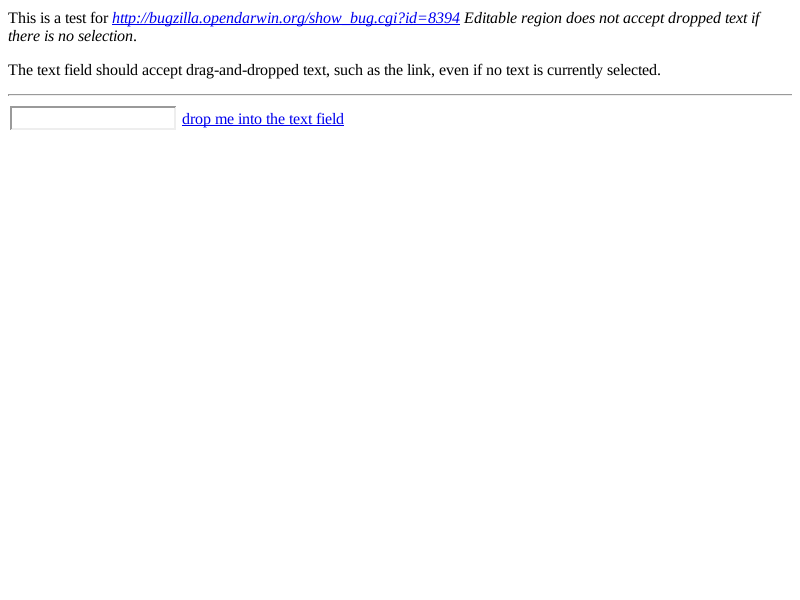 This is a test for http://bugzilla.opendarwin.org/show_bug.cgi?id=8394 Editable region does not accept dropped text if
there is no selection.
The text field should accept drag-and-dropped text, such as the link, even if no text is currently selected.
drop me into the text field